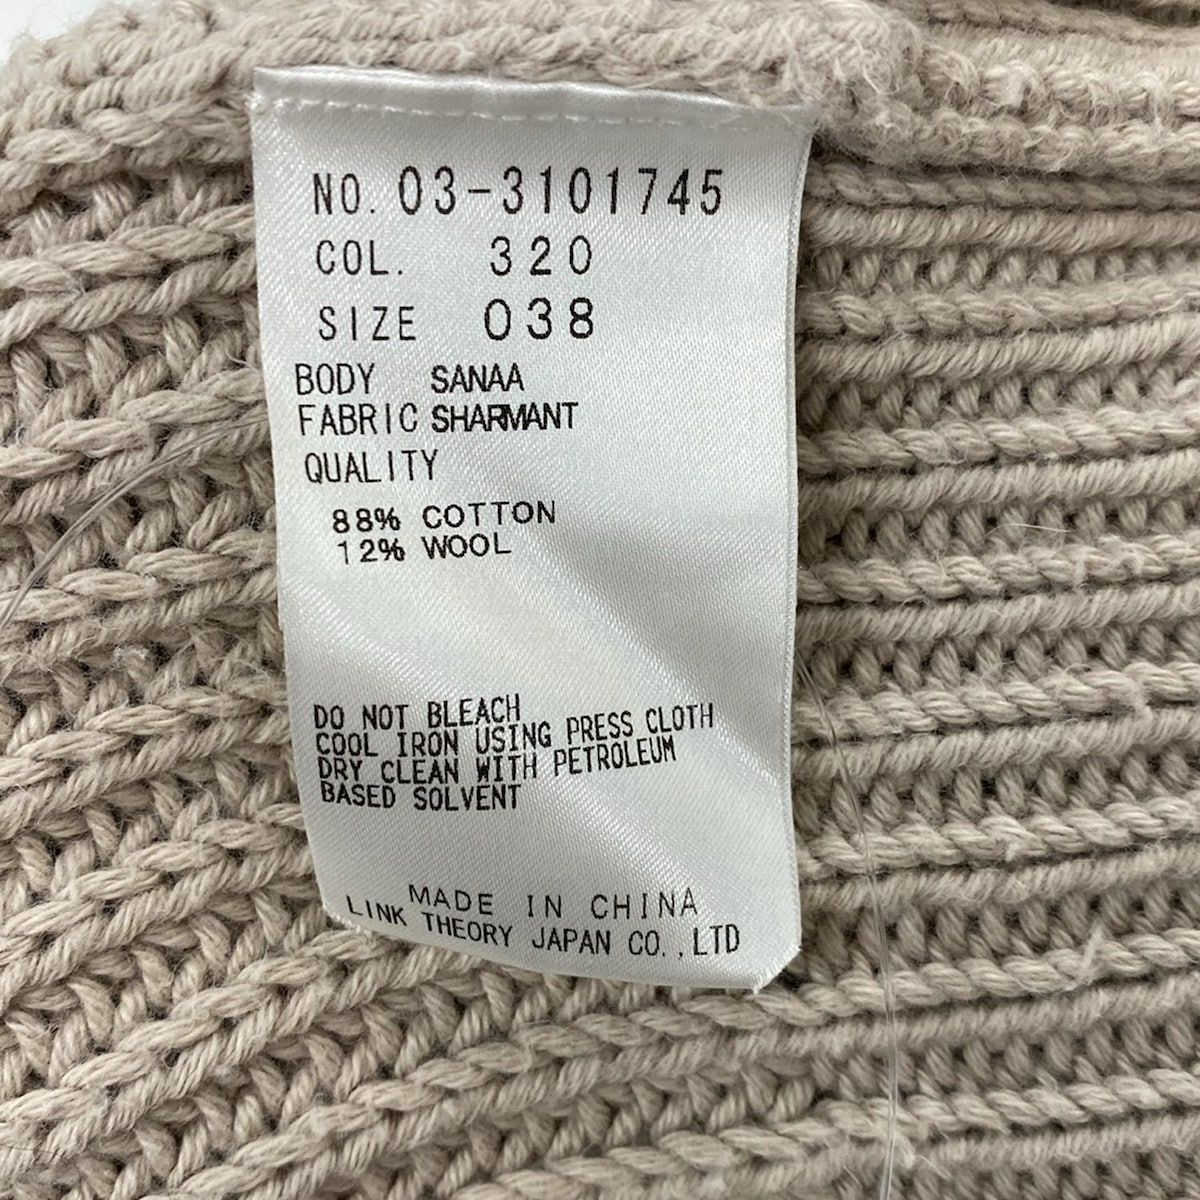 NO. 03-3101745
COL. 320
SIZE 038
BODY SANAA
FABRIC SHARMANT
QUALITY
88% COTTON
12% WOOL
DO NOT BLEACH
COOL IRON USING PRESS CLOTH
DRY CLEAN WITH PETROLEUM
BASED SOLVENT
MADE IN CHINA
LINK THEORY JAPAN CO.,LTD